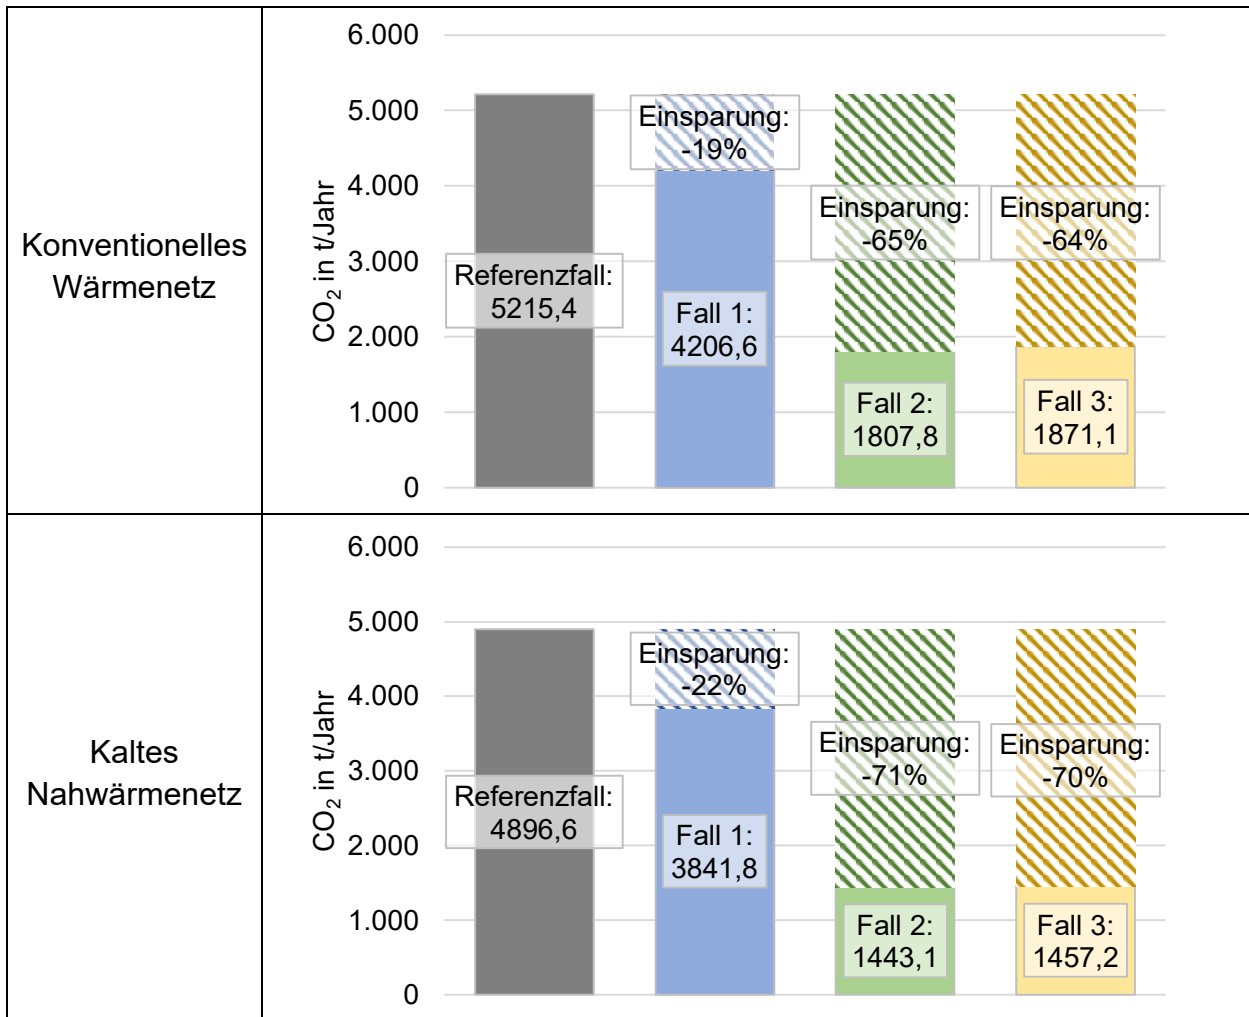 Konventionelles
Wärmenetz
CO₂ in t/Jahr
6.000
5.000
4.000
3.000
2.000
1.000
0
Referenzfall:
5215,4
Einsparung:
-19%
Fall 1:
4206,6
Einsparung:
-65%
Fall 2:
1807,8
Einsparung:
-64%
Fall 3:
1871,1
Kaltes
Nahwärmenetz
CO₂ in t/Jahr
6.000
5.000
4.000
3.000
2.000
1.000
0
Referenzfall:
4896,6
Einsparung:
-22%
Fall 1:
3841,8
Einsparung:
-71%
Fall 2:
1443,1
Einsparung:
-70%
Fall 3:
1457,2